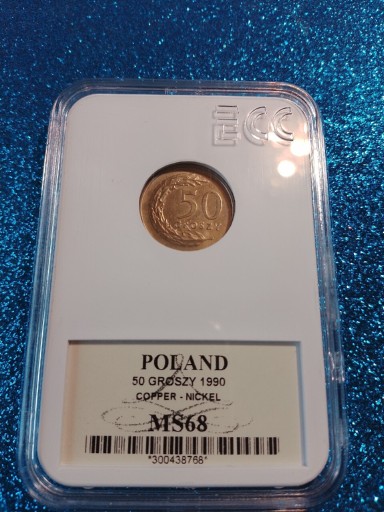 ECC
50
GROSZY
POLAND
50 GROSZY 1990
COPPER - NICKEL
MS68
*300438768*